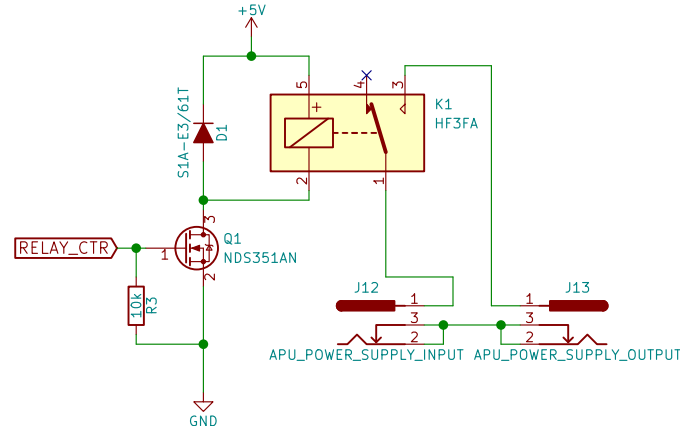 +5V
S1A-E3/61T
D1
5
+
4
3
K1
HF3FA
2
1
3
Q1
NDS351AN
1
2
RELAY_CTR
10k
R3
J12
1
3
2
APU_POWER_SUPPLY_INPUT
J13
1
3
2
APU_POWER_SUPPLY_OUTPUT
GND